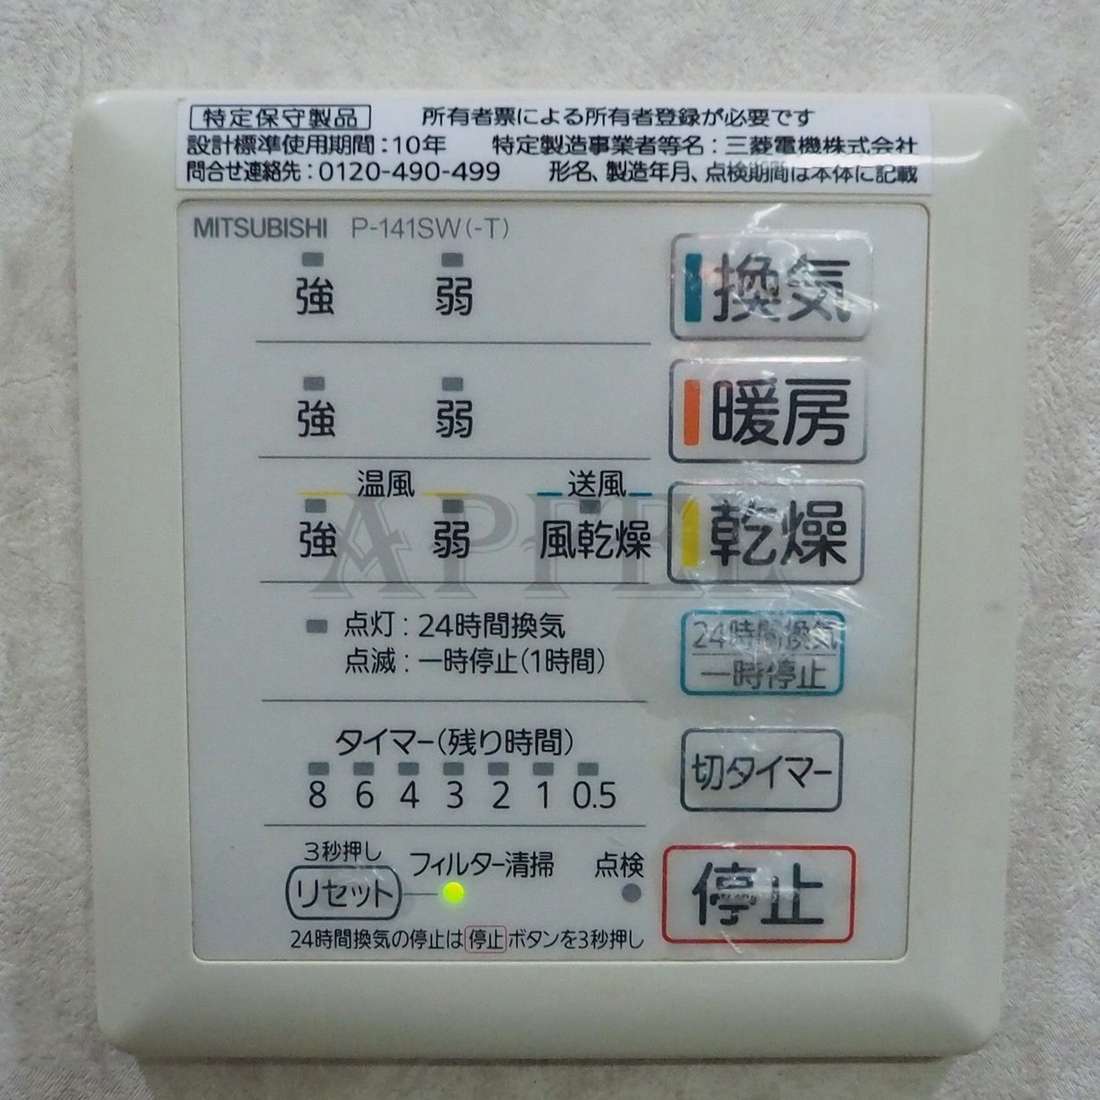 特定保守製品 所有者票による所有者登録が必要です
設計標準使用期間:10年 特定製造事業者等名:三菱電機株式会社
問合せ連絡先:0120-490-499 形名、製造年月、点検期間は本体に記載
MITSUBISHI P-141SW(-T)
強 弱 換気
強 弱 暖房
温風 送風
強 弱 風乾燥 乾燥
APFEL
点灯:24時間換気 24時間換気
点滅:一時停止(1時間) 一時停止
タイマー(残り時間)
8 6 4 3 2 1 0.5 切タイマー
3秒押し フィルター清掃 点検
リセット 停止
24時間換気の停止は停止ボタンを3秒押し